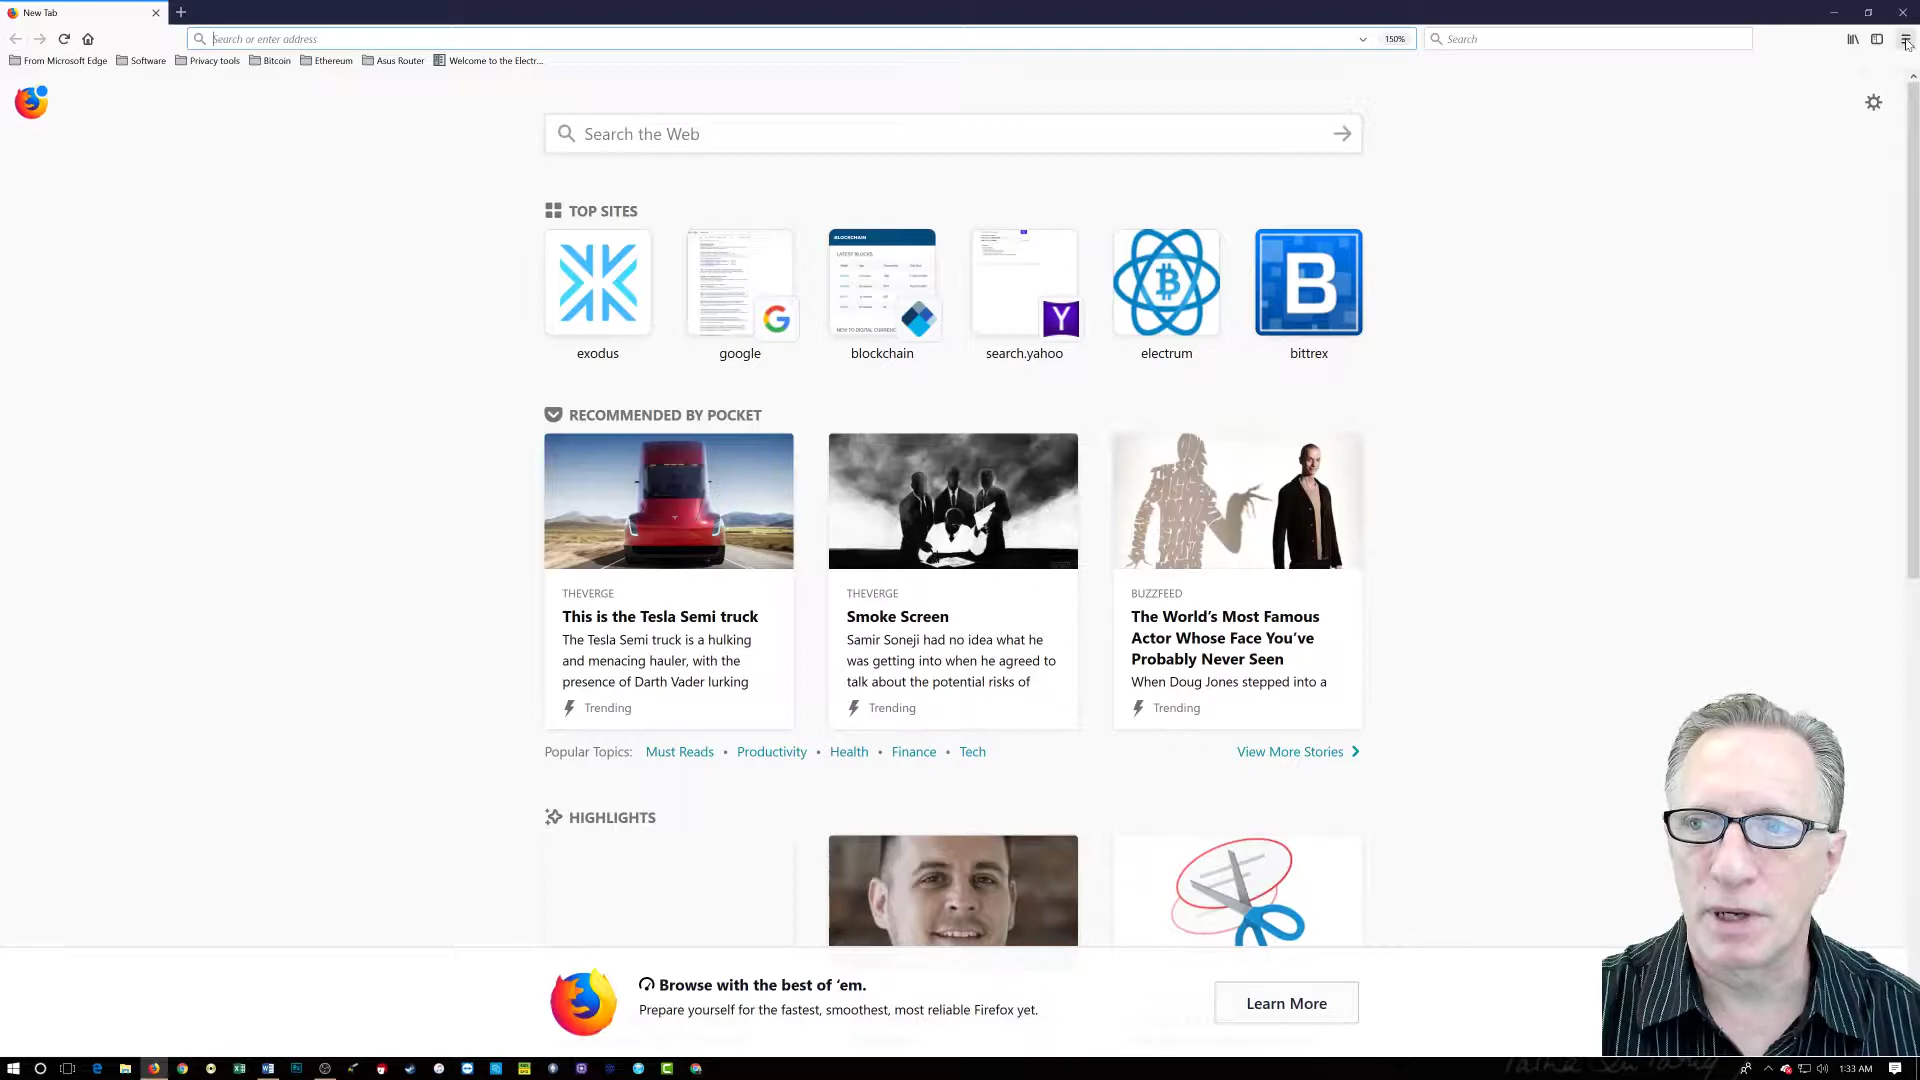 New Tab
Search or enter address
150%
Search
From Microsoft Edge
Software
Privacy tools
Bitcoin
Ethereum
Asus Router
Welcome to the Electr...
Search the Web
TOP SITES
BLOCKCHAIN
LATEST BLOCKS
exodus
google
blockchain
search.yahoo
electrum
bittrex
RECOMMENDED BY POCKET
THEVERGE
This is the Tesla Semi truck
The Tesla Semi truck is a hulking
and menacing hauler, with the
presence of Darth Vader lurking
Trending
THEVERGE
Smoke Screen
Samir Soneji had no idea what he
was getting into when he agreed to
talk about the potential risks of
Trending
BUZZFEED
The World's Most Famous
Actor Whose Face You've
Probably Never Seen
When Doug Jones stepped into a
Trending
Popular Topics: Must Reads • Productivity • Health • Finance • Tech
View More Stories
HIGHLIGHTS
Browse with the best of ‘em.
Prepare yourself for the fastest, smoothest, most reliable Firefox yet.
Learn More
1:33 AM